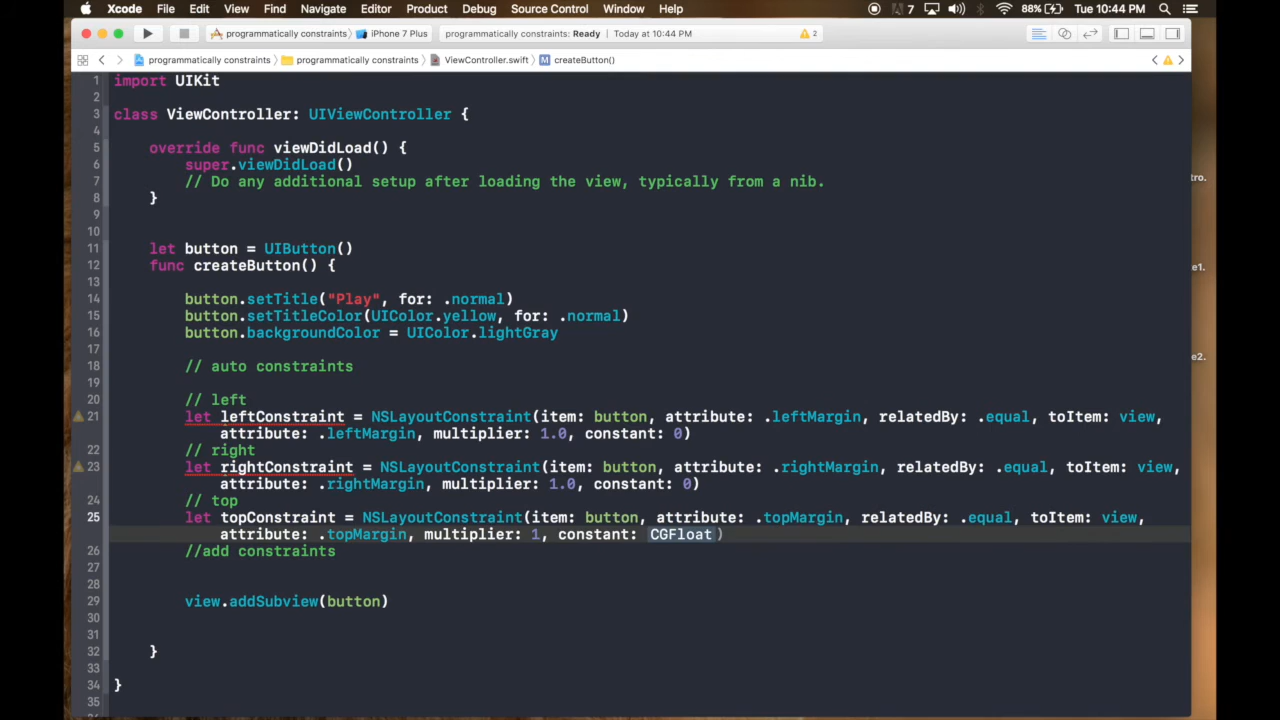 Xcode File Edit View Find Navigate Editor Product Debug Source Control Window Help 7 88% Tue 10:44 PM
programmatically constraints iPhone 7 Plus programmatically constraints: Ready Today at 10:44 PM 2
programmatically constraints programmatically constraints ViewController.swift M createButton()
1 import UIKit
2
3 class ViewController: UIViewController {
4
5 override func viewDidLoad() {
6 super.viewDidLoad()
7 // Do any additional setup after loading the view, typically from a nib.
8 }
9
10
11 let button = UIButton()
12 func createButton() {
13
14 button.setTitle("Play", for: .normal)
15 button.setTitleColor(UIColor.yellow, for: .normal)
16 button.backgroundColor = UIColor.lightGray
17
18 // auto constraints
19
20 // left
21 let leftConstraint = NSLayoutConstraint(item: button, attribute: .leftMargin, relatedBy: .equal, toItem: view,
attribute: .leftMargin, multiplier: 1.0, constant: 0)
22 // right
23 let rightConstraint = NSLayoutConstraint(item: button, attribute: .rightMargin, relatedBy: .equal, toItem: view,
attribute: .rightMargin, multiplier: 1.0, constant: 0)
24 // top
25 let topConstraint = NSLayoutConstraint(item: button, attribute: .topMargin, relatedBy: .equal, toItem: view,
attribute: .topMargin, multiplier: 1, constant: CGFloat)
26 //add constraints
27
28
29 view.addSubview(button)
30
31
32 }
33
34 }
35
tro.
e1.
e2.